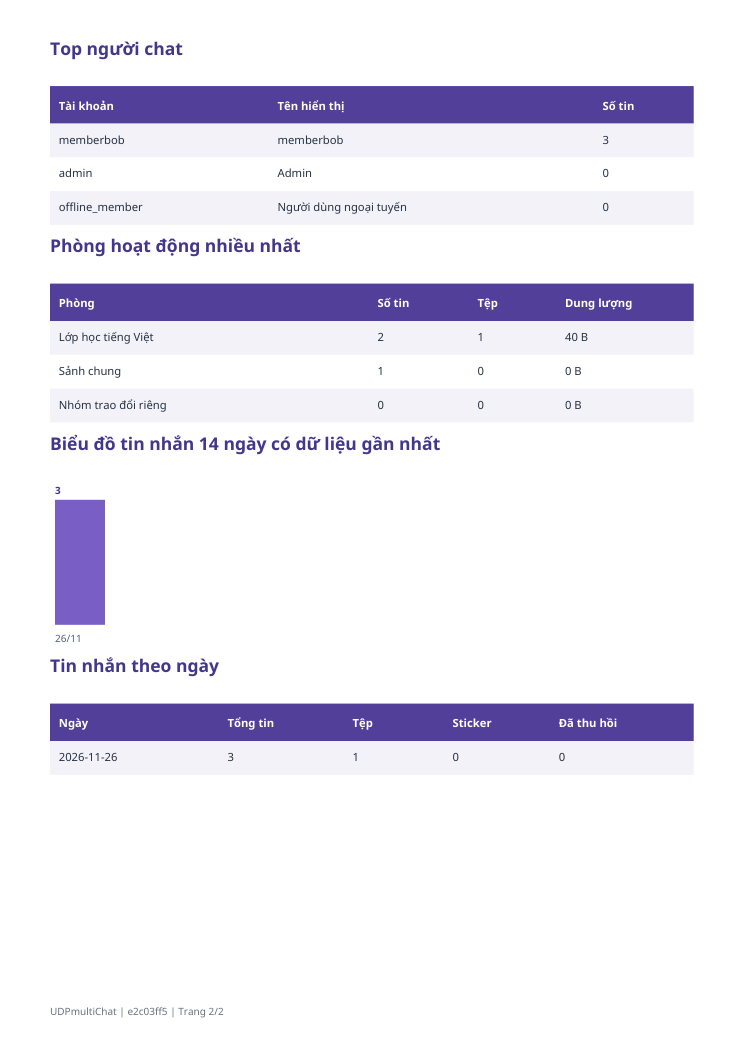 Top người chat
Tài khoản Tên hiển thị Số tin
memberbob memberbob 3
admin Admin 0
offline_member Người dùng ngoại tuyến 0
Phòng hoạt động nhiều nhất
Phòng Số tin Tệp Dung lượng
Lớp học tiếng Việt 2 1 40 B
Sảnh chung 1 0 0 B
Nhóm trao đổi riêng 0 0 0 B
Biểu đồ tin nhắn 14 ngày có dữ liệu gần nhất
3
26/11
Tin nhắn theo ngày
Ngày Tổng tin Tệp Sticker Đã thu hồi
2026-11-26 3 1 0 0
UDPmultiChat | e2c03ff5 | Trang 2/2